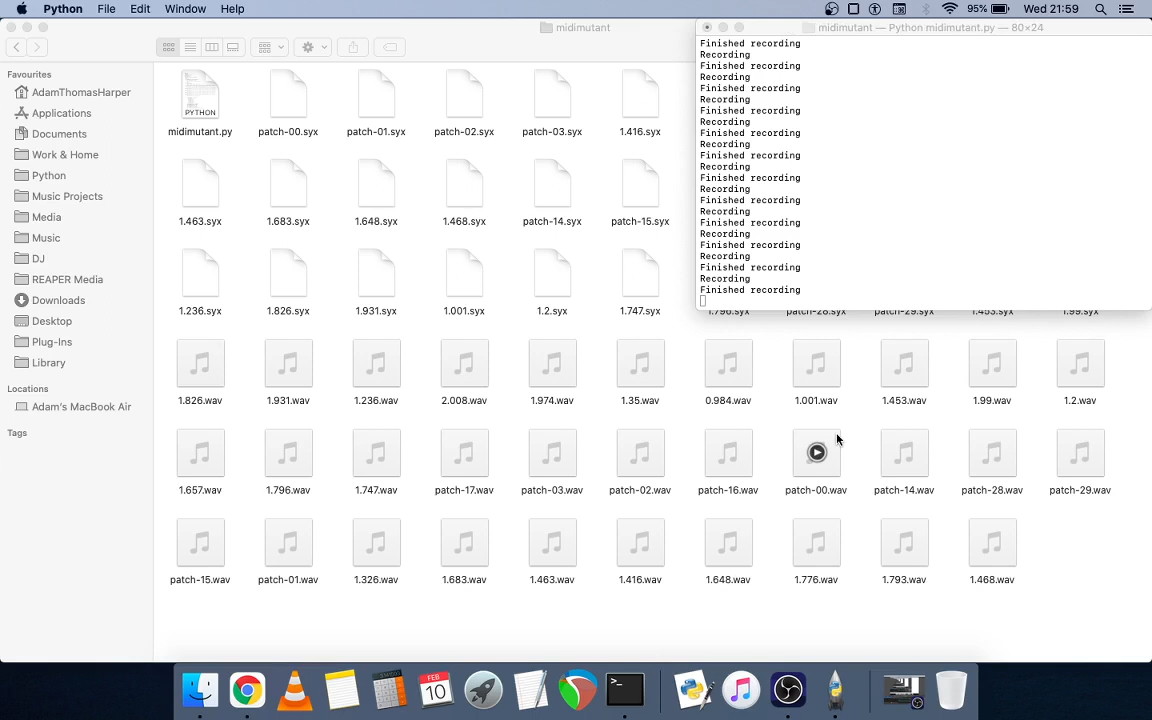 Python File Edit Window Help 95% Wed 21:59
midimutant
midimutant — Python midimutant.py — 80×24
Favourites
AdamThomasHarper
Applications
Documents
Work & Home
Python
Music Projects
Media
Music
DJ
REAPER Media
Downloads
Desktop
Plug-Ins
Library
Locations
Adam's MacBook Air
Tags
PYTHON
midimutant.py patch-00.syx patch-01.syx patch-02.syx patch-03.syx 1.416.syx
1.463.syx 1.683.syx 1.648.syx 1.468.syx patch-14.syx patch-15.syx
1.236.syx 1.826.syx 1.931.syx 1.001.syx 1.2.syx 1.747.syx 1.796.syx patch-28.syx patch-29.syx 1.453.syx 1.99.syx
1.826.wav 1.931.wav 1.236.wav 2.008.wav 1.974.wav 1.35.wav 0.984.wav 1.001.wav 1.453.wav 1.99.wav 1.2.wav
1.657.wav 1.796.wav 1.747.wav patch-17.wav patch-03.wav patch-02.wav patch-16.wav patch-00.wav patch-14.wav patch-28.wav patch-29.wav
patch-15.wav patch-01.wav 1.326.wav 1.683.wav 1.463.wav 1.416.wav 1.648.wav 1.776.wav 1.793.wav 1.468.wav
Finished recording
Recording
Finished recording
Recording
Finished recording
Recording
Finished recording
Recording
Finished recording
Recording
Finished recording
Recording
Finished recording
Recording
Finished recording
Recording
Finished recording
Recording
Finished recording
Recording
Finished recording
Recording
Finished recording
FEB
10
>_